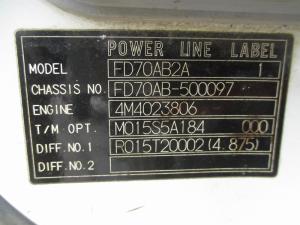 POWER LINE LABEL
MODEL FD70AB2A 1
CHASSIS NO. FD70AB-500097
ENGINE 4M4023806
T/M OPT. M015S5A184 000
DIFF. NO.1 R015T20002 (4.875)
DIFF. NO.2